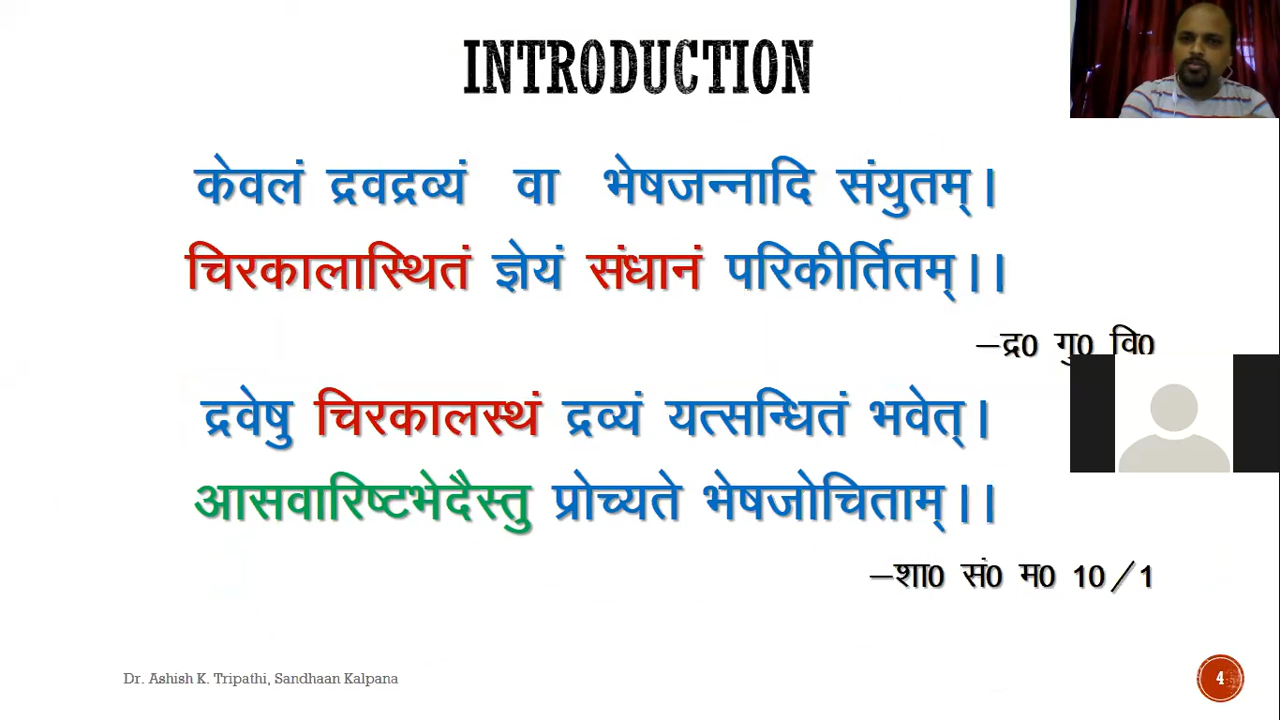 INTRODUCTION
केवलं द्रवद्रव्यं वा भेषजन्नादि संयुतम्।
चिरकालास्थितं ज्ञेयं संधानं परिकीर्तितम्।।
–द्र0 गु0 वि0
द्रवेषु चिरकालस्थं द्रव्यं यत्सन्धितं भवेत्।
आसवारिष्टभेदैस्तु प्रोच्यते भेषजोचिताम्।।
–शा0 सं0 म0 10/1
Dr. Ashish K. Tripathi, Sandhaan Kalpana
4